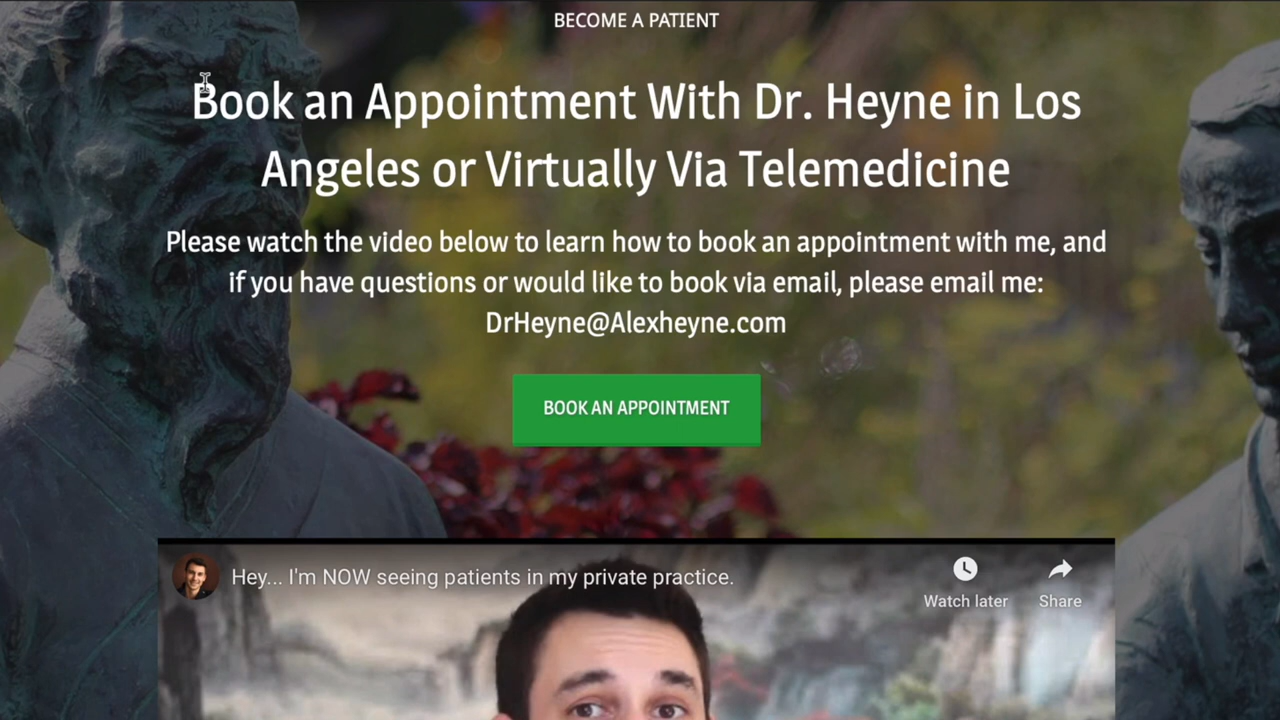 BECOME A PATIENT
Book an Appointment With Dr. Heyne in Los
Angeles or Virtually Via Telemedicine
Please watch the video below to learn how to book an appointment with me, and
if you have questions or would like to book via email, please email me:
DrHeyne@Alexheyne.com
BOOK AN APPOINTMENT
Hey... I'm NOW seeing patients in my private practice.
Watch later
Share